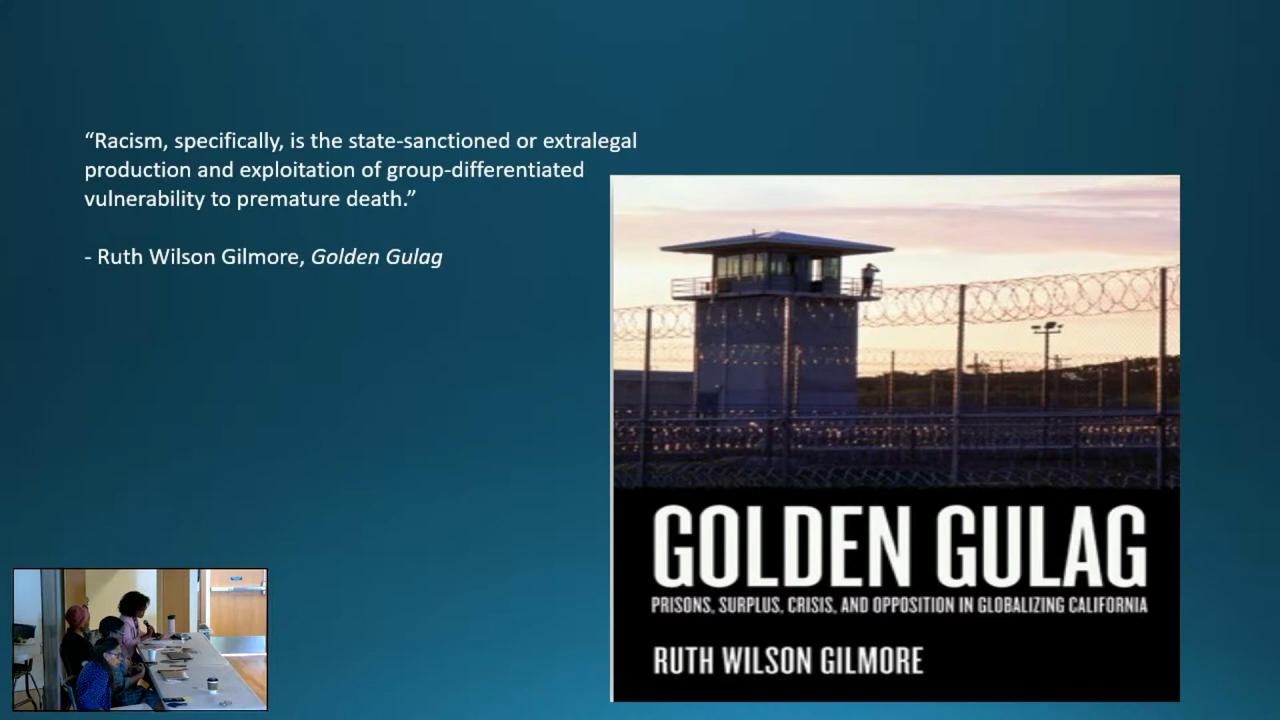 “Racism, specifically, is the state-sanctioned or extralegal
production and exploitation of group-differentiated
vulnerability to premature death.”
- Ruth Wilson Gilmore, Golden Gulag
GOLDEN GULAG
PRISONS, SURPLUS, CRISIS, AND OPPOSITION IN GLOBALIZING CALIFORNIA
RUTH WILSON GILMORE